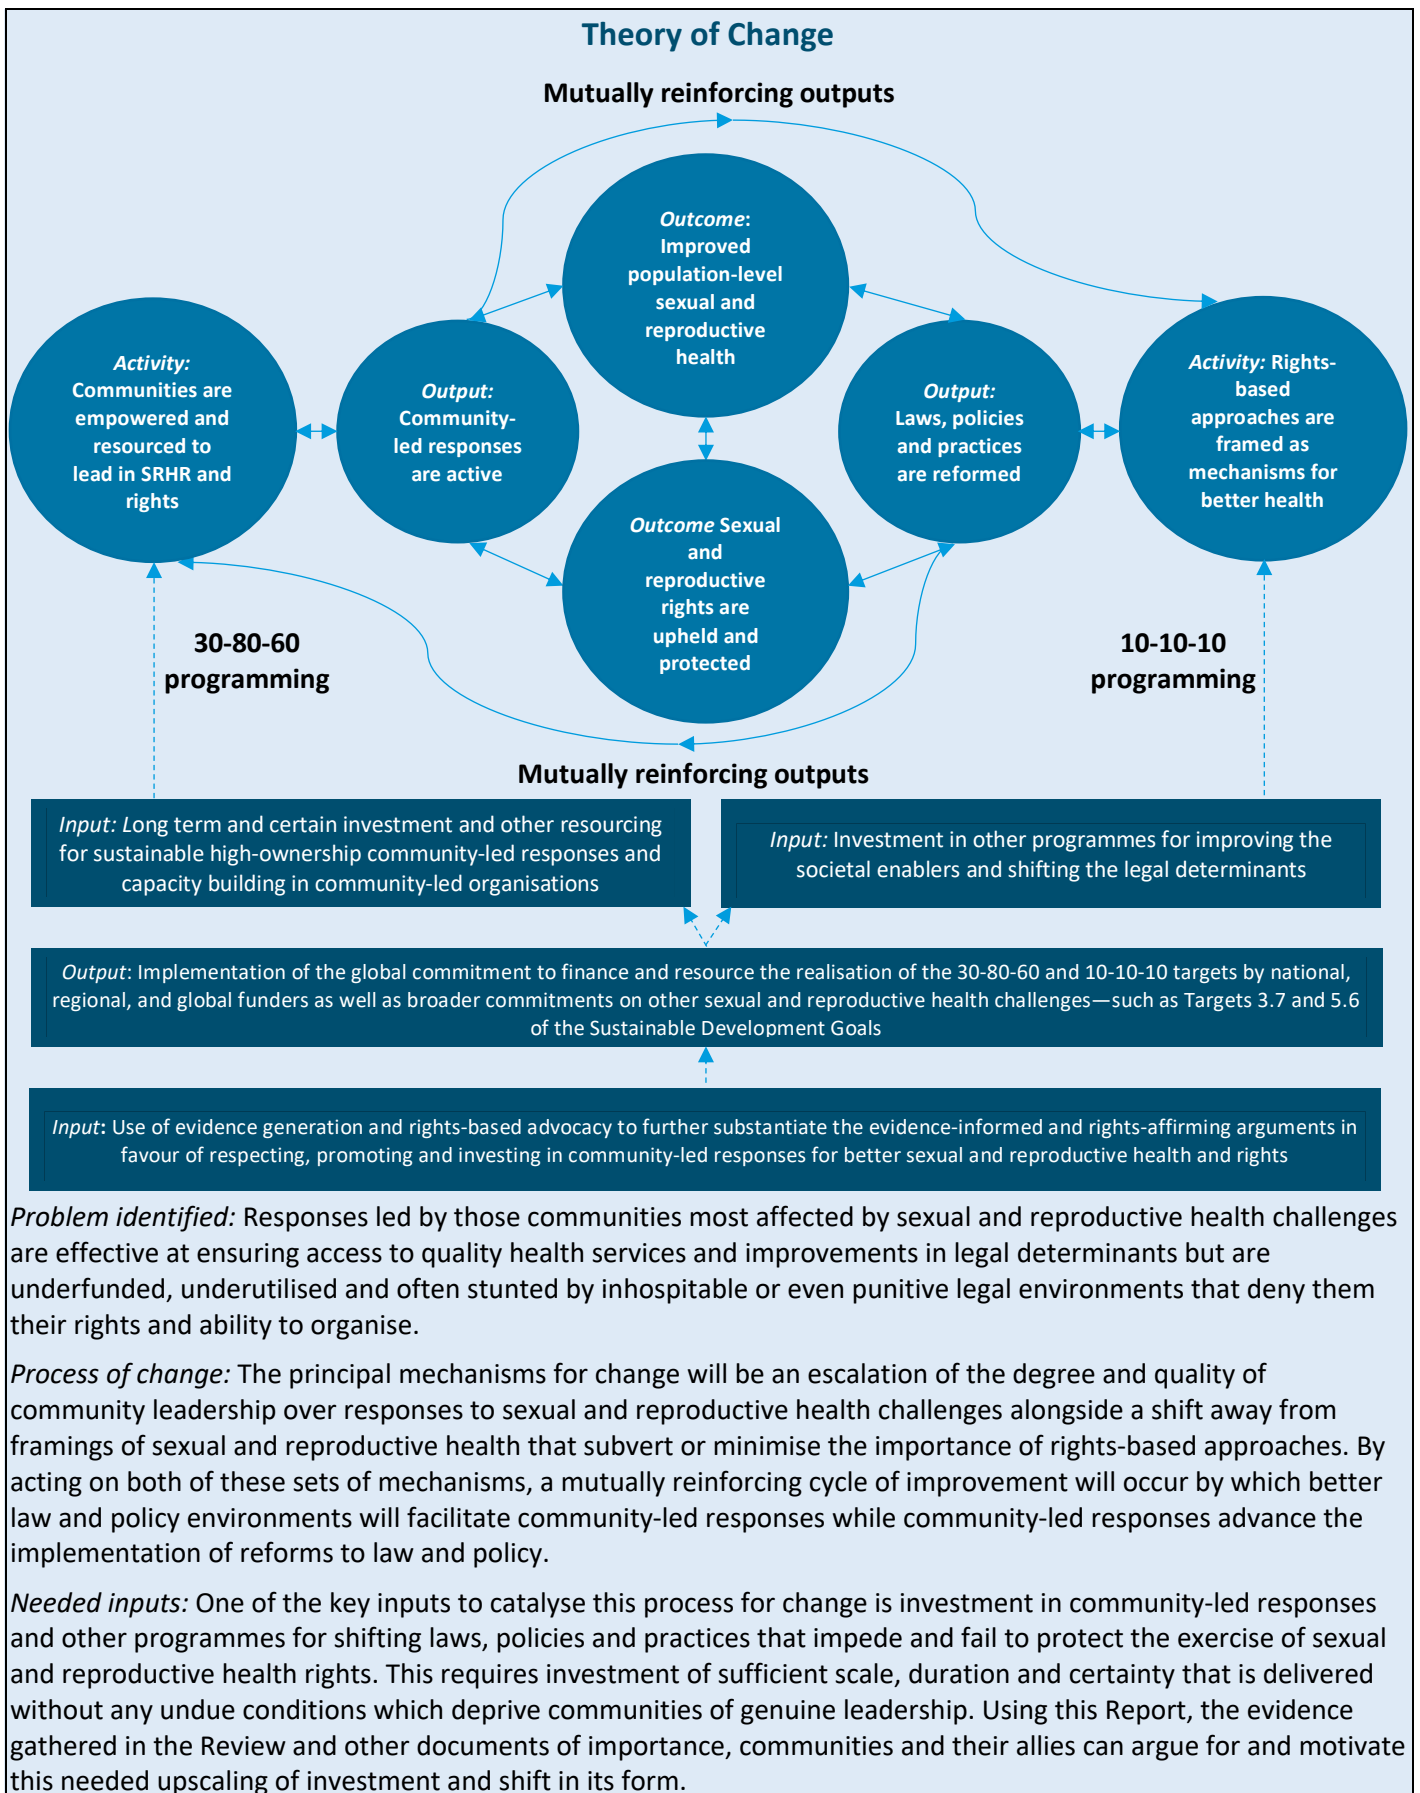 Theory of Change
Mutually reinforcing outputs
Outcome:
Improved
population-level
sexual and
reproductive
health
Activity:
Communities are
empowered and
resourced to
lead in SRHR and
rights
Output:
Community-
led responses
are active
Output:
Laws, policies
and practices
are reformed
Activity: Rights-
based
approaches are
framed as
mechanisms for
better health
Outcome Sexual
and
reproductive
rights are
upheld and
protected
30-80-60
programming
10-10-10
programming
Mutually reinforcing outputs
Input: Long term and certain investment and other resourcing
for sustainable high-ownership community-led responses and
capacity building in community-led organisations
Input: Investment in other programmes for improving the
societal enablers and shifting the legal determinants
Output: Implementation of the global commitment to finance and resource the realisation of the 30-80-60 and 10-10-10 targets by national,
regional, and global funders as well as broader commitments on other sexual and reproductive health challenges—such as Targets 3.7 and 5.6
of the Sustainable Development Goals
Input: Use of evidence generation and rights-based advocacy to further substantiate the evidence-informed and rights-affirming arguments in
favour of respecting, promoting and investing in community-led responses for better sexual and reproductive health and rights
Problem identified: Responses led by those communities most affected by sexual and reproductive health challenges
are effective at ensuring access to quality health services and improvements in legal determinants but are
underfunded, underutilised and often stunted by inhospitable or even punitive legal environments that deny them
their rights and ability to organise.
Process of change: The principal mechanisms for change will be an escalation of the degree and quality of
community leadership over responses to sexual and reproductive health challenges alongside a shift away from
framings of sexual and reproductive health that subvert or minimise the importance of rights-based approaches. By
acting on both of these sets of mechanisms, a mutually reinforcing cycle of improvement will occur by which better
law and policy environments will facilitate community-led responses while community-led responses advance the
implementation of reforms to law and policy.
Needed inputs: One of the key inputs to catalyse this process for change is investment in community-led responses
and other programmes for shifting laws, policies and practices that impede and fail to protect the exercise of sexual
and reproductive health rights. This requires investment of sufficient scale, duration and certainty that is delivered
without any undue conditions which deprive communities of genuine leadership. Using this Report, the evidence
gathered in the Review and other documents of importance, communities and their allies can argue for and motivate
this needed upscaling of investment and shift in its form.